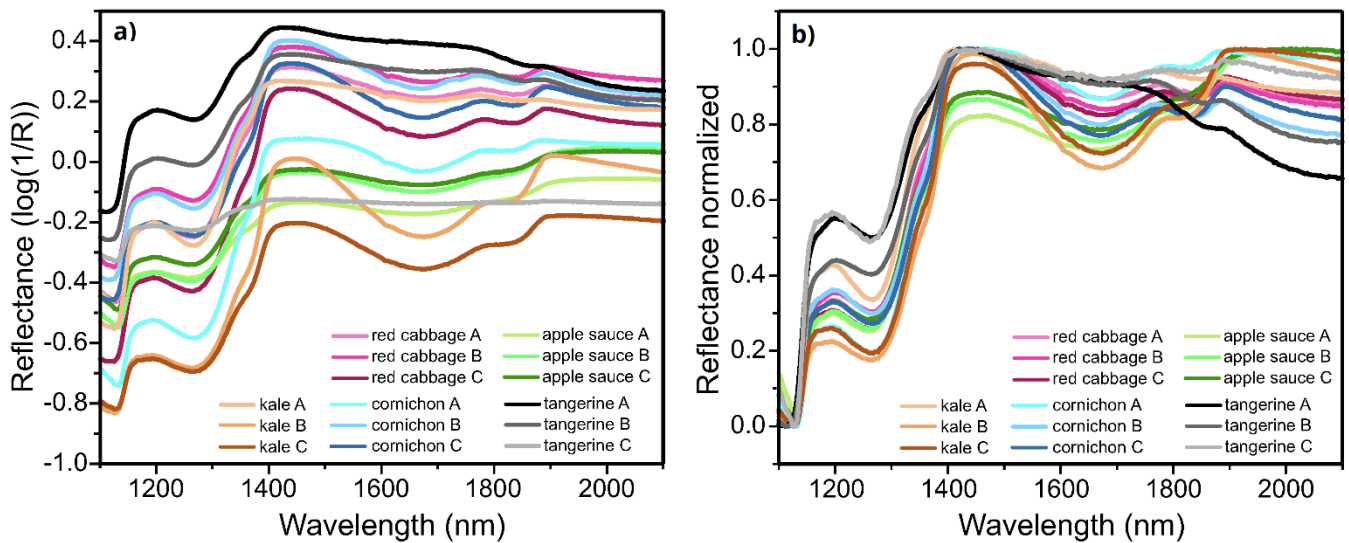 a)
Reflectance (log(1/R))
0.4
0.2
0.0
-0.2
-0.4
-0.6
-0.8
-1.0
1200 1400 1600 1800 2000
Wavelength (nm)
red cabbage A apple sauce A
red cabbage B apple sauce B
red cabbage C apple sauce C
kale A cornichon A tangerine A
kale B cornichon B tangerine B
kale C cornichon C tangerine C
b)
Reflectance normalized
1.0
0.8
0.6
0.4
0.2
0.0
1200 1400 1600 1800 2000
Wavelength (nm)
red cabbage A apple sauce A
red cabbage B apple sauce B
red cabbage C apple sauce C
kale A cornichon A tangerine A
kale B cornichon B tangerine B
kale C cornichon C tangerine C